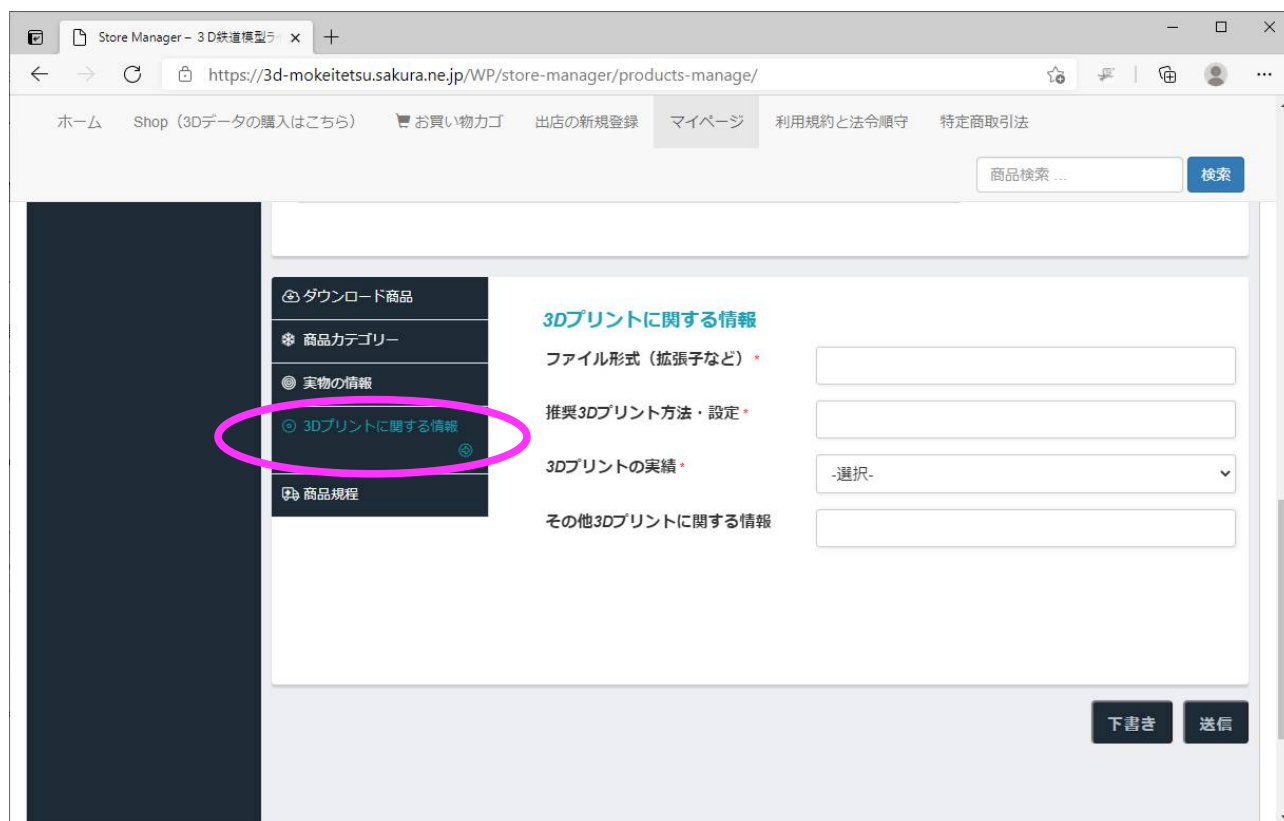 Store Manager – 3D鉄道模型ラ
https://3d-mokeitetsu.sakura.ne.jp/WP/store-manager/products-manage/
ホーム Shop（3Dデータの購入はこちら） お買い物カゴ 出店の新規登録 マイページ 利用規約と法令順守 特定商取引法
商品検索 ... 検索
ダウンロード商品
商品カテゴリー
実物の情報
3Dプリントに関する情報
商品規程
3Dプリントに関する情報
ファイル形式（拡張子など） *
推奨3Dプリント方法・設定 *
3Dプリントの実績 * -選択-
その他3Dプリントに関する情報
下書き 送信